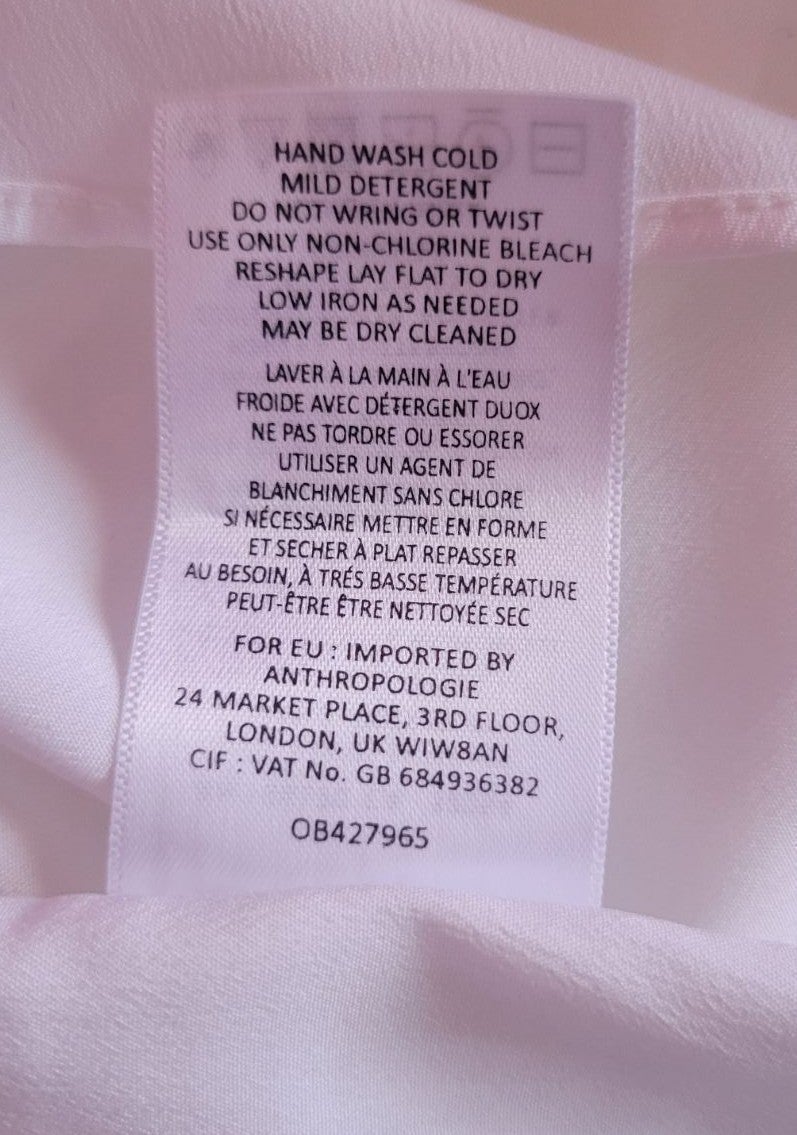 HAND WASH COLD
MILD DETERGENT
DO NOT WRING OR TWIST
USE ONLY NON-CHLORINE BLEACH
RESHAPE LAY FLAT TO DRY
LOW IRON AS NEEDED
MAY BE DRY CLEANED
LAVER À LA MAIN À L'EAU
FROIDE AVEC DÉTERGENT DUOX
NE PAS TORDRE OU ESSORER
UTILISER UN AGENT DE
BLANCHIMENT SANS CHLORE
SI NÉCESSAIRE METTRE EN FORME
ET SECHER À PLAT REPASSER
AU BESOIN, À TRÉS BASSE TEMPÉRATURE
PEUT-ÊTRE ÊTRE NETTOYÉE SEC
FOR EU : IMPORTED BY
ANTHROPOLOGIE
24 MARKET PLACE, 3RD FLOOR,
LONDON, UK WIW8AN
CIF : VAT No. GB 684936382
OB427965